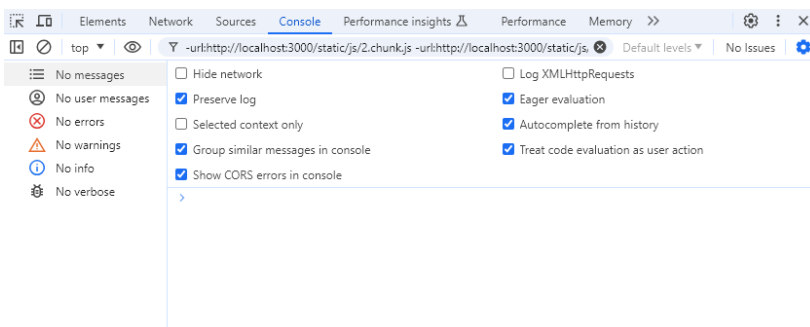 Elements Network Sources Console Performance insights Performance Memory
top -url:http://localhost:3000/static/js/2.chunk.js -url:http://localhost:3000/static/js, Default levels No Issues
No messages
No user messages
No errors
No warnings
No info
No verbose
Hide network Log XMLHttpRequests
Preserve log Eager evaluation
Selected context only Autocomplete from history
Group similar messages in console Treat code evaluation as user action
Show CORS errors in console